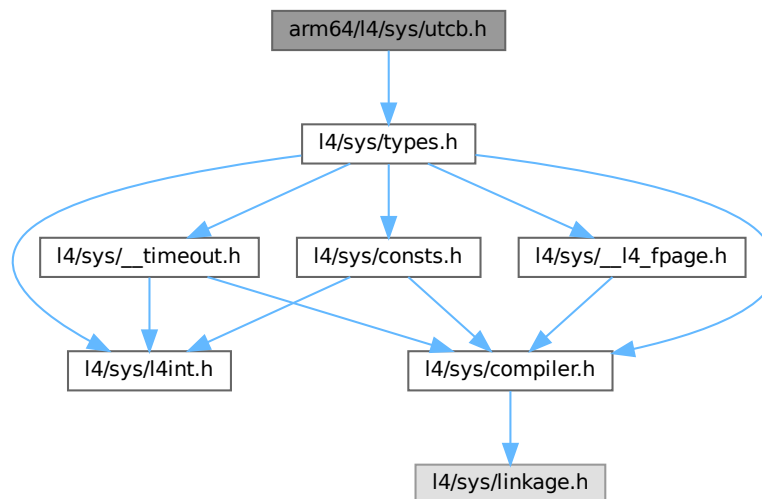 arm64/l4/sys/utcb.h
l4/sys/types.h
l4/sys/__timeout.h
l4/sys/consts.h
l4/sys/__l4_fpage.h
l4/sys/l4int.h
l4/sys/compiler.h
l4/sys/linkage.h